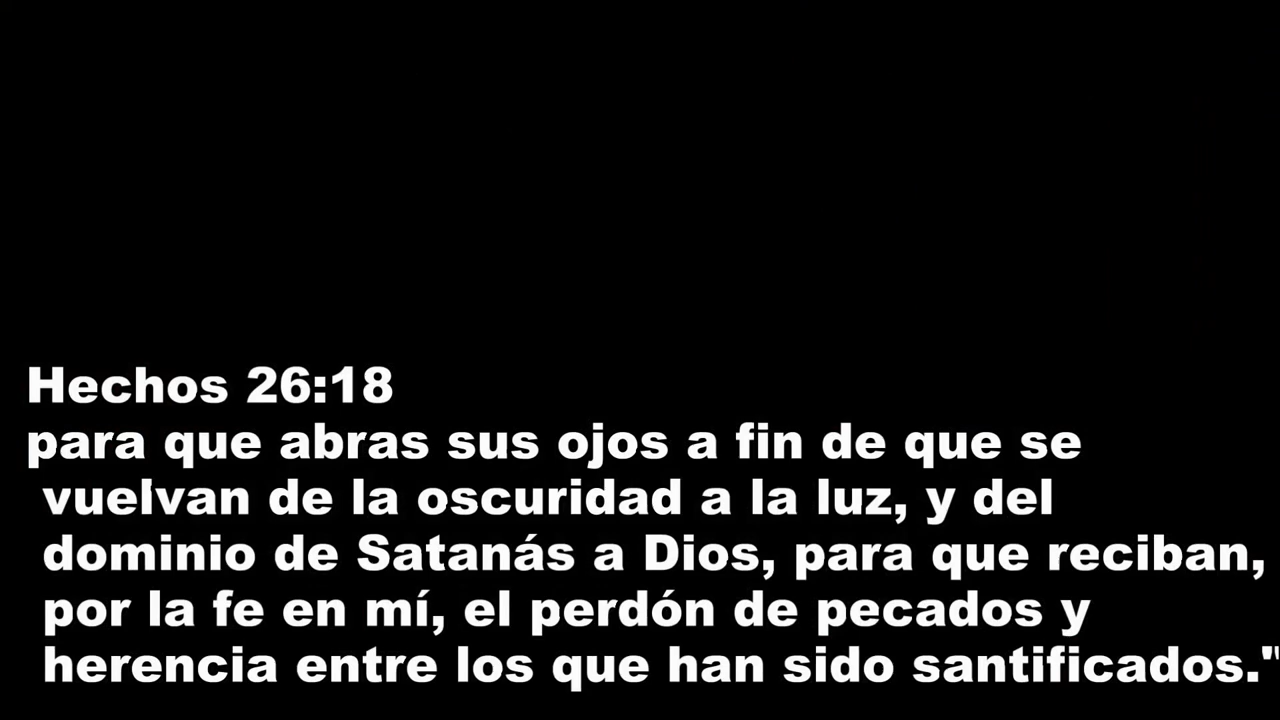 Hechos 26:18
para que abras sus ojos a fin de que se
vuelvan de la oscuridad a la luz, y del
dominio de Satanás a Dios, para que reciban,
por la fe en mí, el perdón de pecados y
herencia entre los que han sido santificados."